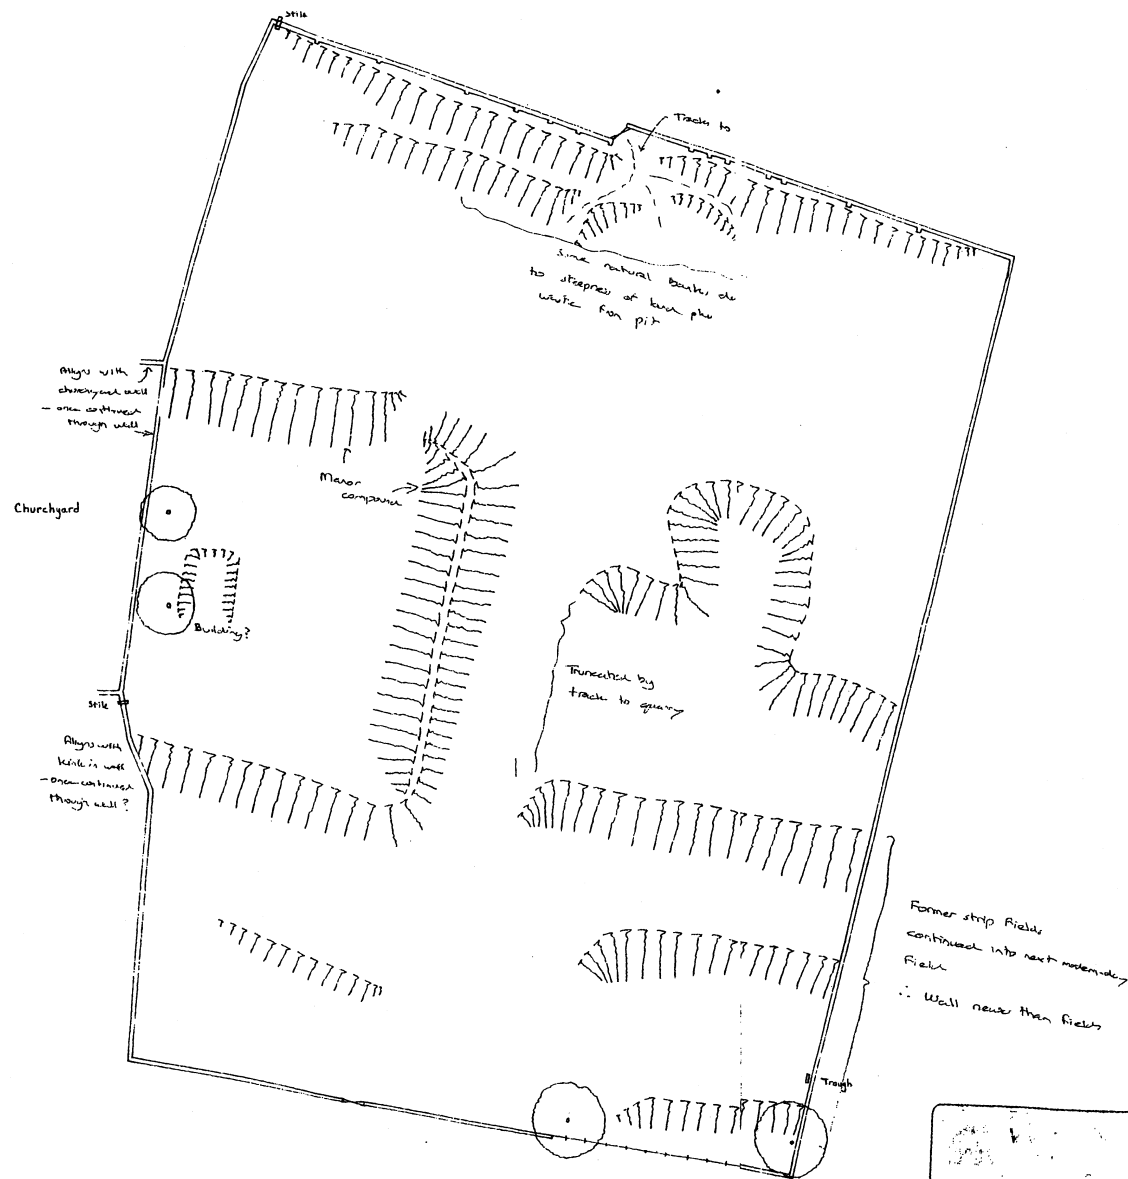 Stile
Track to
Some natural banks due
to steepness of land plus
waste from pit
Aligns with
churchyard wall
- once continued
through wall
Manor
compound
Churchyard
Building?
Truncated by
track to quarry
Stile
Aligns with
kink in wall
- once continued
through wall?
Former strip fields
continued into next modern-day
field
∴ Wall newer than fields
Trough